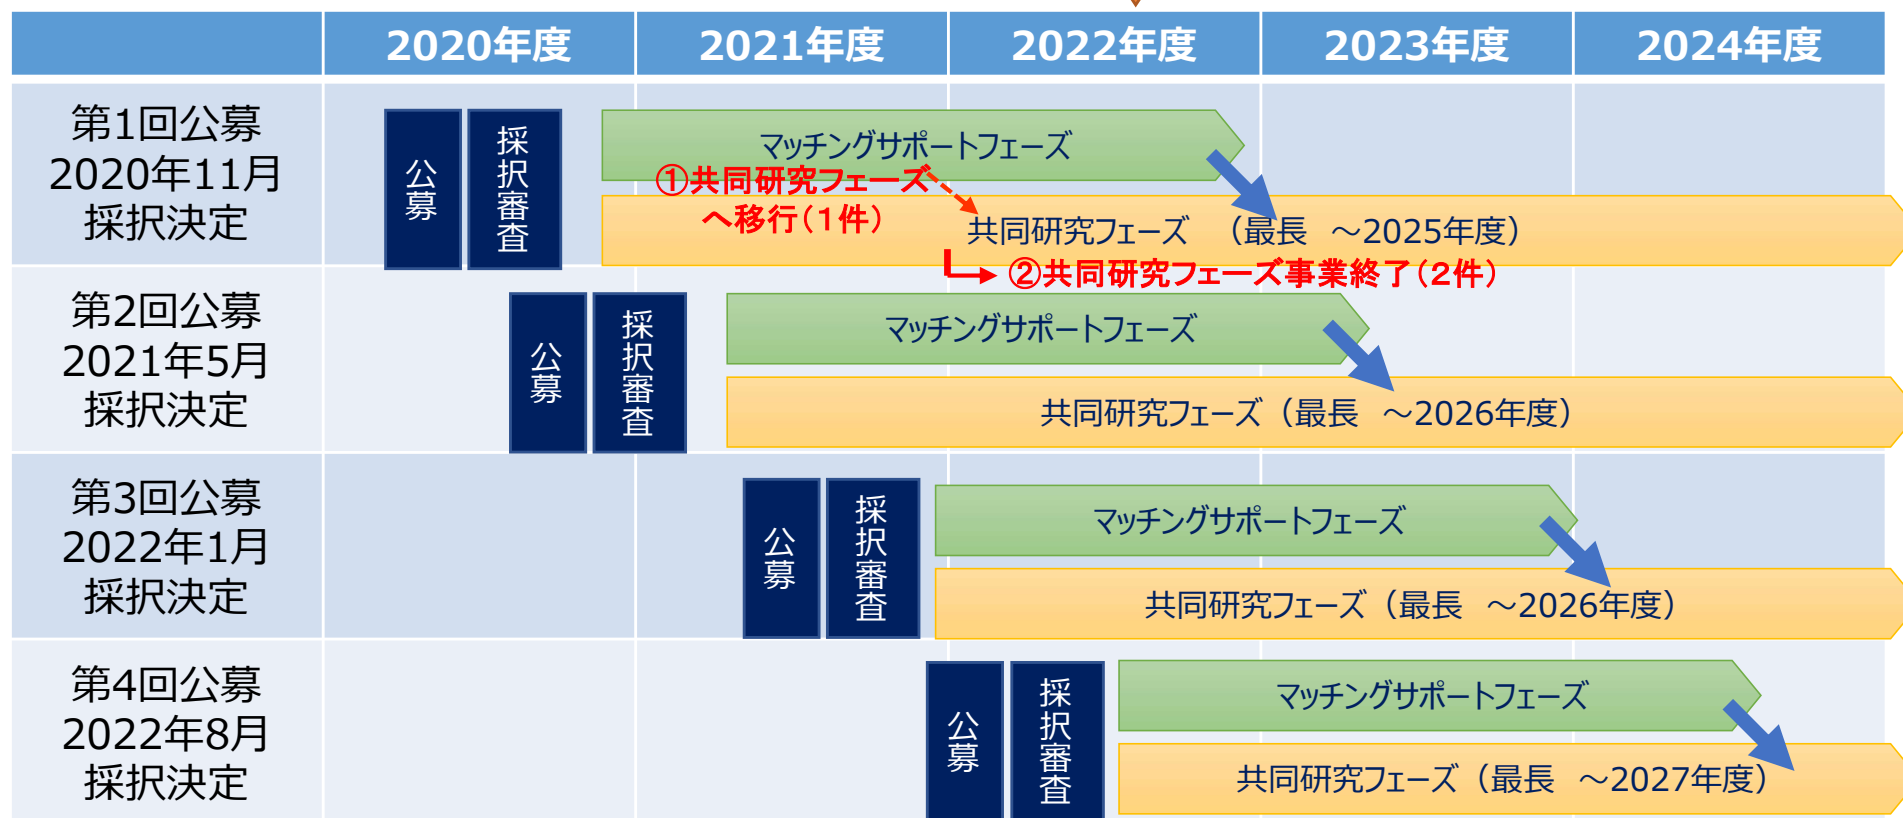 2020年度
2021年度
2022年度
2023年度
2024年度
第1回公募
2020年11月
採択決定
公募
採択審査
マッチングサポートフェーズ
①共同研究フェーズ
へ移行(1件)
共同研究フェーズ （最長 ～2025年度）
②共同研究フェーズ事業終了(2件)
第2回公募
2021年5月
採択決定
公募
採択審査
マッチングサポートフェーズ
共同研究フェーズ（最長 ～2026年度）
第3回公募
2022年1月
採択決定
公募
採択審査
マッチングサポートフェーズ
共同研究フェーズ（最長 ～2026年度）
第4回公募
2022年8月
採択決定
公募
採択審査
マッチングサポートフェーズ
共同研究フェーズ（最長 ～2027年度）